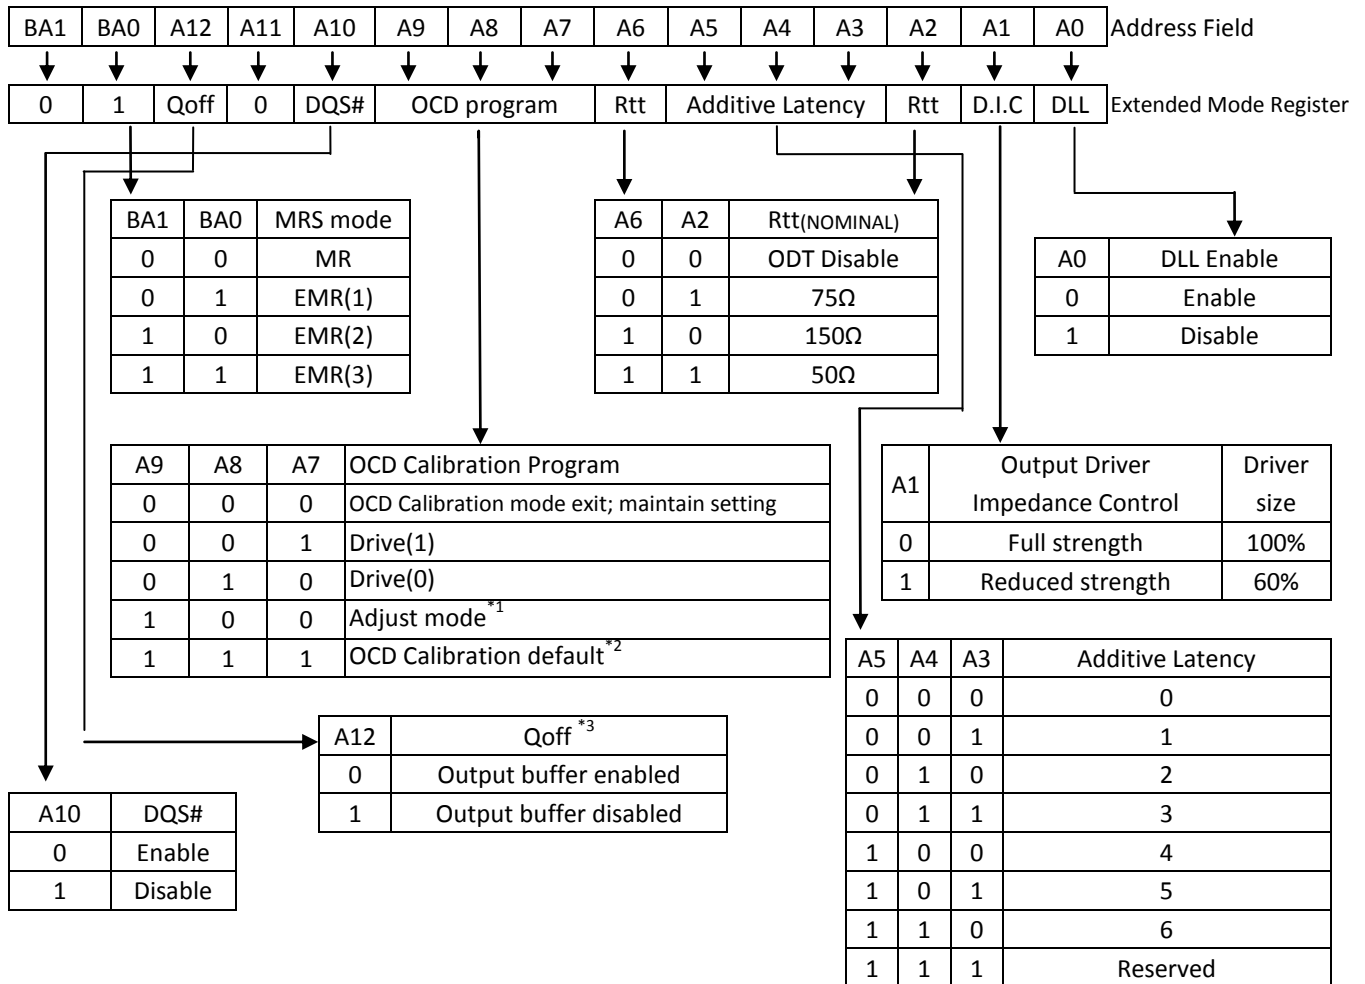 BA1 BA0 A12 A11 A10 A9 A8 A7 A6 A5 A4 A3 A2 A1 A0 Address Field
0 1 Qoff 0 DQS# OCD program Rtt Additive Latency Rtt D.I.C DLL Extended Mode Register
BA1 BA0 MRS mode
0 0 MR
0 1 EMR(1)
1 0 EMR(2)
1 1 EMR(3)
A6 A2 Rtt(NOMINAL)
0 0 ODT Disable
0 1 75Ω
1 0 150Ω
1 1 50Ω
A0 DLL Enable
0 Enable
1 Disable
A9 A8 A7 OCD Calibration Program
0 0 0 OCD Calibration mode exit; maintain setting
0 0 1 Drive(1)
0 1 0 Drive(0)
1 0 0 Adjust mode*1
1 1 1 OCD Calibration default*2
A1 Output Driver Impedance Control Driver size
0 Full strength 100%
1 Reduced strength 60%
A5 A4 A3 Additive Latency
0 0 0 0
0 0 1 1
0 1 0 2
0 1 1 3
1 0 0 4
1 0 1 5
1 1 0 6
1 1 1 Reserved
A12 Qoff *3
0 Output buffer enabled
1 Output buffer disabled
A10 DQS#
0 Enable
1 Disable